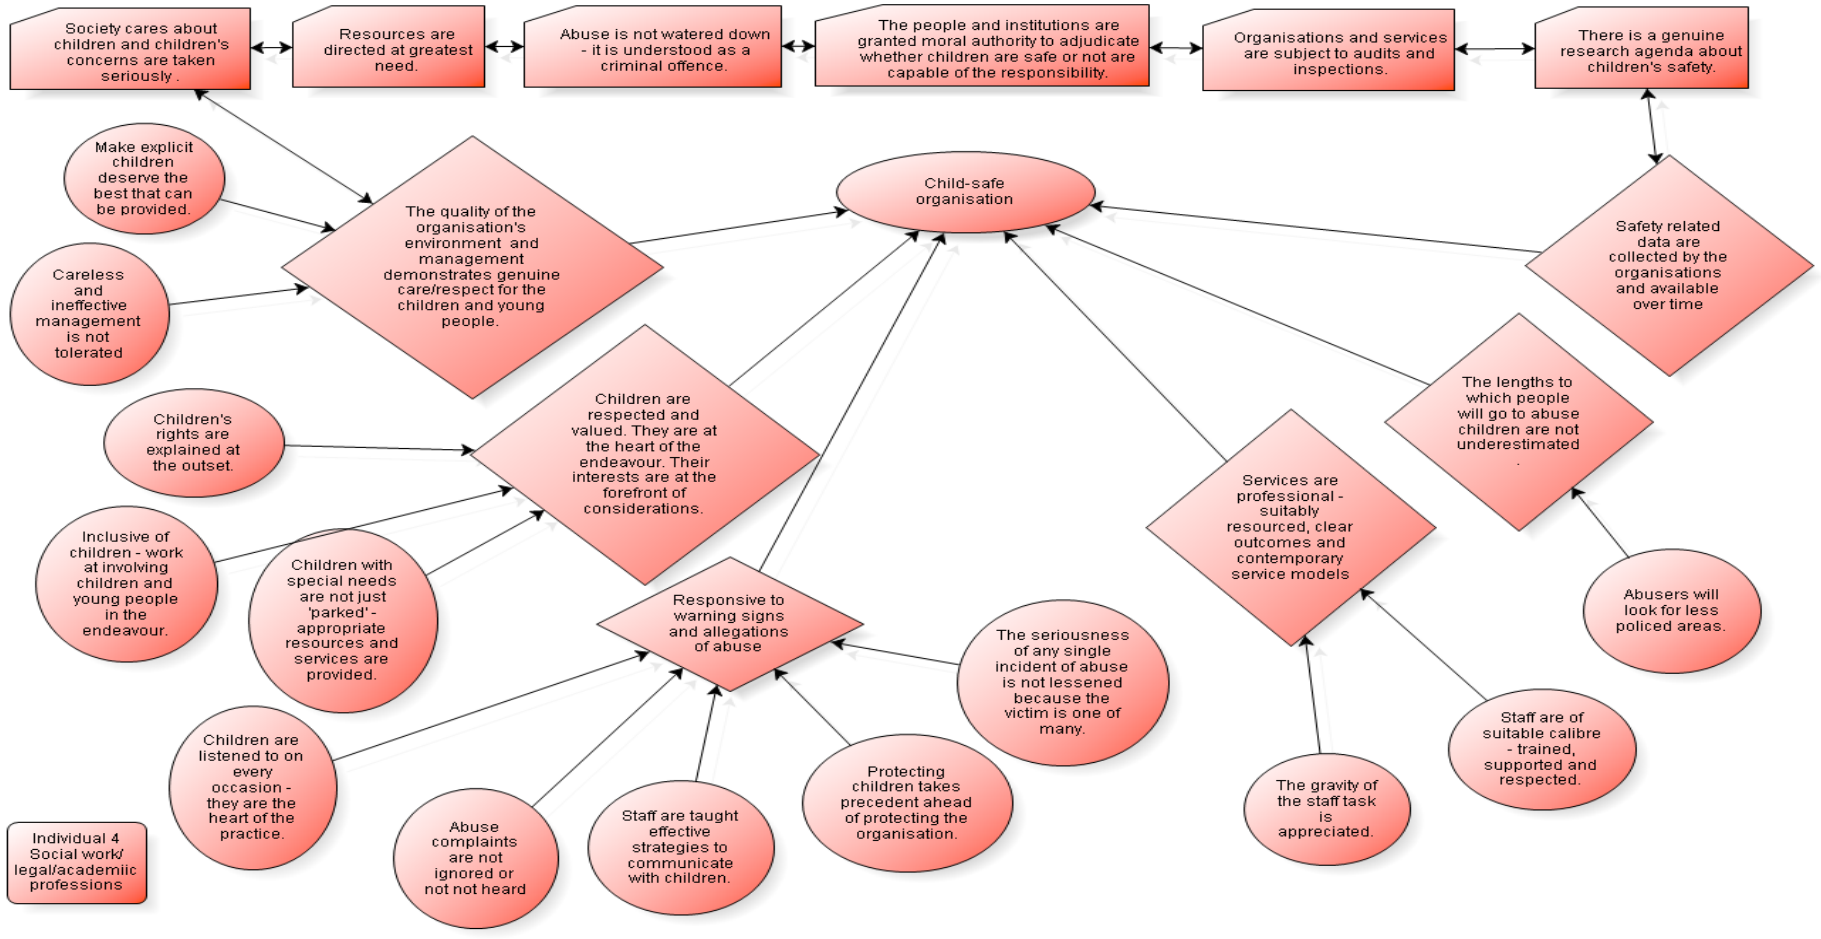 Society cares about
children and children's
concerns are taken
seriously .
Resources are
directed at greatest
need.
Abuse is not watered down
- it is understood as a
criminal offence.
The people and institutions are
granted moral authority to adjudicate
whether children are safe or not are
capable of the responsibility.
Organisations and services
are subject to audits and
inspections.
There is a genuine
research agenda about
children's safety.
Make explicit
children
deserve the
best that can
be provided.
The quality of the
organisation's
environment and
management
demonstrates genuine
care/respect for the
children and young
people.
Child-safe
organisation
Safety related
data are
collected by the
organisations
and available
over time
Careless
and
ineffective
management
is not
tolerated
Children are
respected and
valued. They are at
the heart of the
endeavour. Their
interests are at the
forefront of
considerations.
The lengths to
which people
will go to abuse
children are not
underestimated
.
Children's
rights are
explained at
the outset.
Services are
professional -
suitably
resourced, clear
outcomes and
contemporary
service models
Inclusive of
children - work
at involving
children and
young people
in the
endeavour.
Children with
special needs
are not just
'parked' -
appropriate
resources and
services are
provided.
Responsive to
warning signs
and allegations
of abuse
Abusers will
look for less
policed areas.
The seriousness
of any single
incident of abuse
is not lessened
because the
victim is one of
many.
Children are
listened to on
every
occasion -
they are the
heart of the
practice.
Staff are of
suitable calibre
- trained,
supported and
respected.
Protecting
children takes
precedent ahead
of protecting the
organisation.
The gravity of
the staff task
is
appreciated.
Abuse
complaints
are not
ignored or
not not heard
Staff are taught
effective
strategies to
communicate
with children.
Individual 4
Social work/
legal/academiic
professions